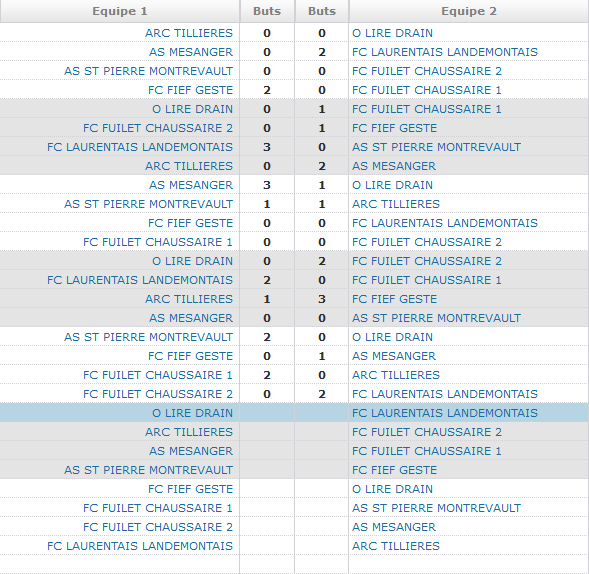 Equipe 1 Buts Buts Equipe 2
ARC TILLIERES 0 0 O LIRE DRAIN
AS MESANGER 0 2 FC LAURENTAIS LANDEMONTAIS
AS ST PIERRE MONTREVAULT 0 0 FC FUILET CHAUSSAIRE 2
FC FIEF GESTE 2 0 FC FUILET CHAUSSAIRE 1
O LIRE DRAIN 0 1 FC FUILET CHAUSSAIRE 1
FC FUILET CHAUSSAIRE 2 0 1 FC FIEF GESTE
FC LAURENTAIS LANDEMONTAIS 3 0 AS ST PIERRE MONTREVAULT
ARC TILLIERES 0 2 AS MESANGER
AS MESANGER 3 1 O LIRE DRAIN
AS ST PIERRE MONTREVAULT 1 1 ARC TILLIERES
FC FIEF GESTE 0 0 FC LAURENTAIS LANDEMONTAIS
FC FUILET CHAUSSAIRE 1 0 0 FC FUILET CHAUSSAIRE 2
O LIRE DRAIN 0 2 FC FUILET CHAUSSAIRE 2
FC LAURENTAIS LANDEMONTAIS 2 0 FC FUILET CHAUSSAIRE 1
ARC TILLIERES 1 3 FC FIEF GESTE
AS MESANGER 0 0 AS ST PIERRE MONTREVAULT
AS ST PIERRE MONTREVAULT 2 0 O LIRE DRAIN
FC FIEF GESTE 0 1 AS MESANGER
FC FUILET CHAUSSAIRE 1 2 0 ARC TILLIERES
FC FUILET CHAUSSAIRE 2 0 2 FC LAURENTAIS LANDEMONTAIS
O LIRE DRAIN FC LAURENTAIS LANDEMONTAIS
ARC TILLIERES FC FUILET CHAUSSAIRE 2
AS MESANGER FC FUILET CHAUSSAIRE 1
AS ST PIERRE MONTREVAULT FC FIEF GESTE
FC FIEF GESTE O LIRE DRAIN
FC FUILET CHAUSSAIRE 1 AS ST PIERRE MONTREVAULT
FC FUILET CHAUSSAIRE 2 AS MESANGER
FC LAURENTAIS LANDEMONTAIS ARC TILLIERES